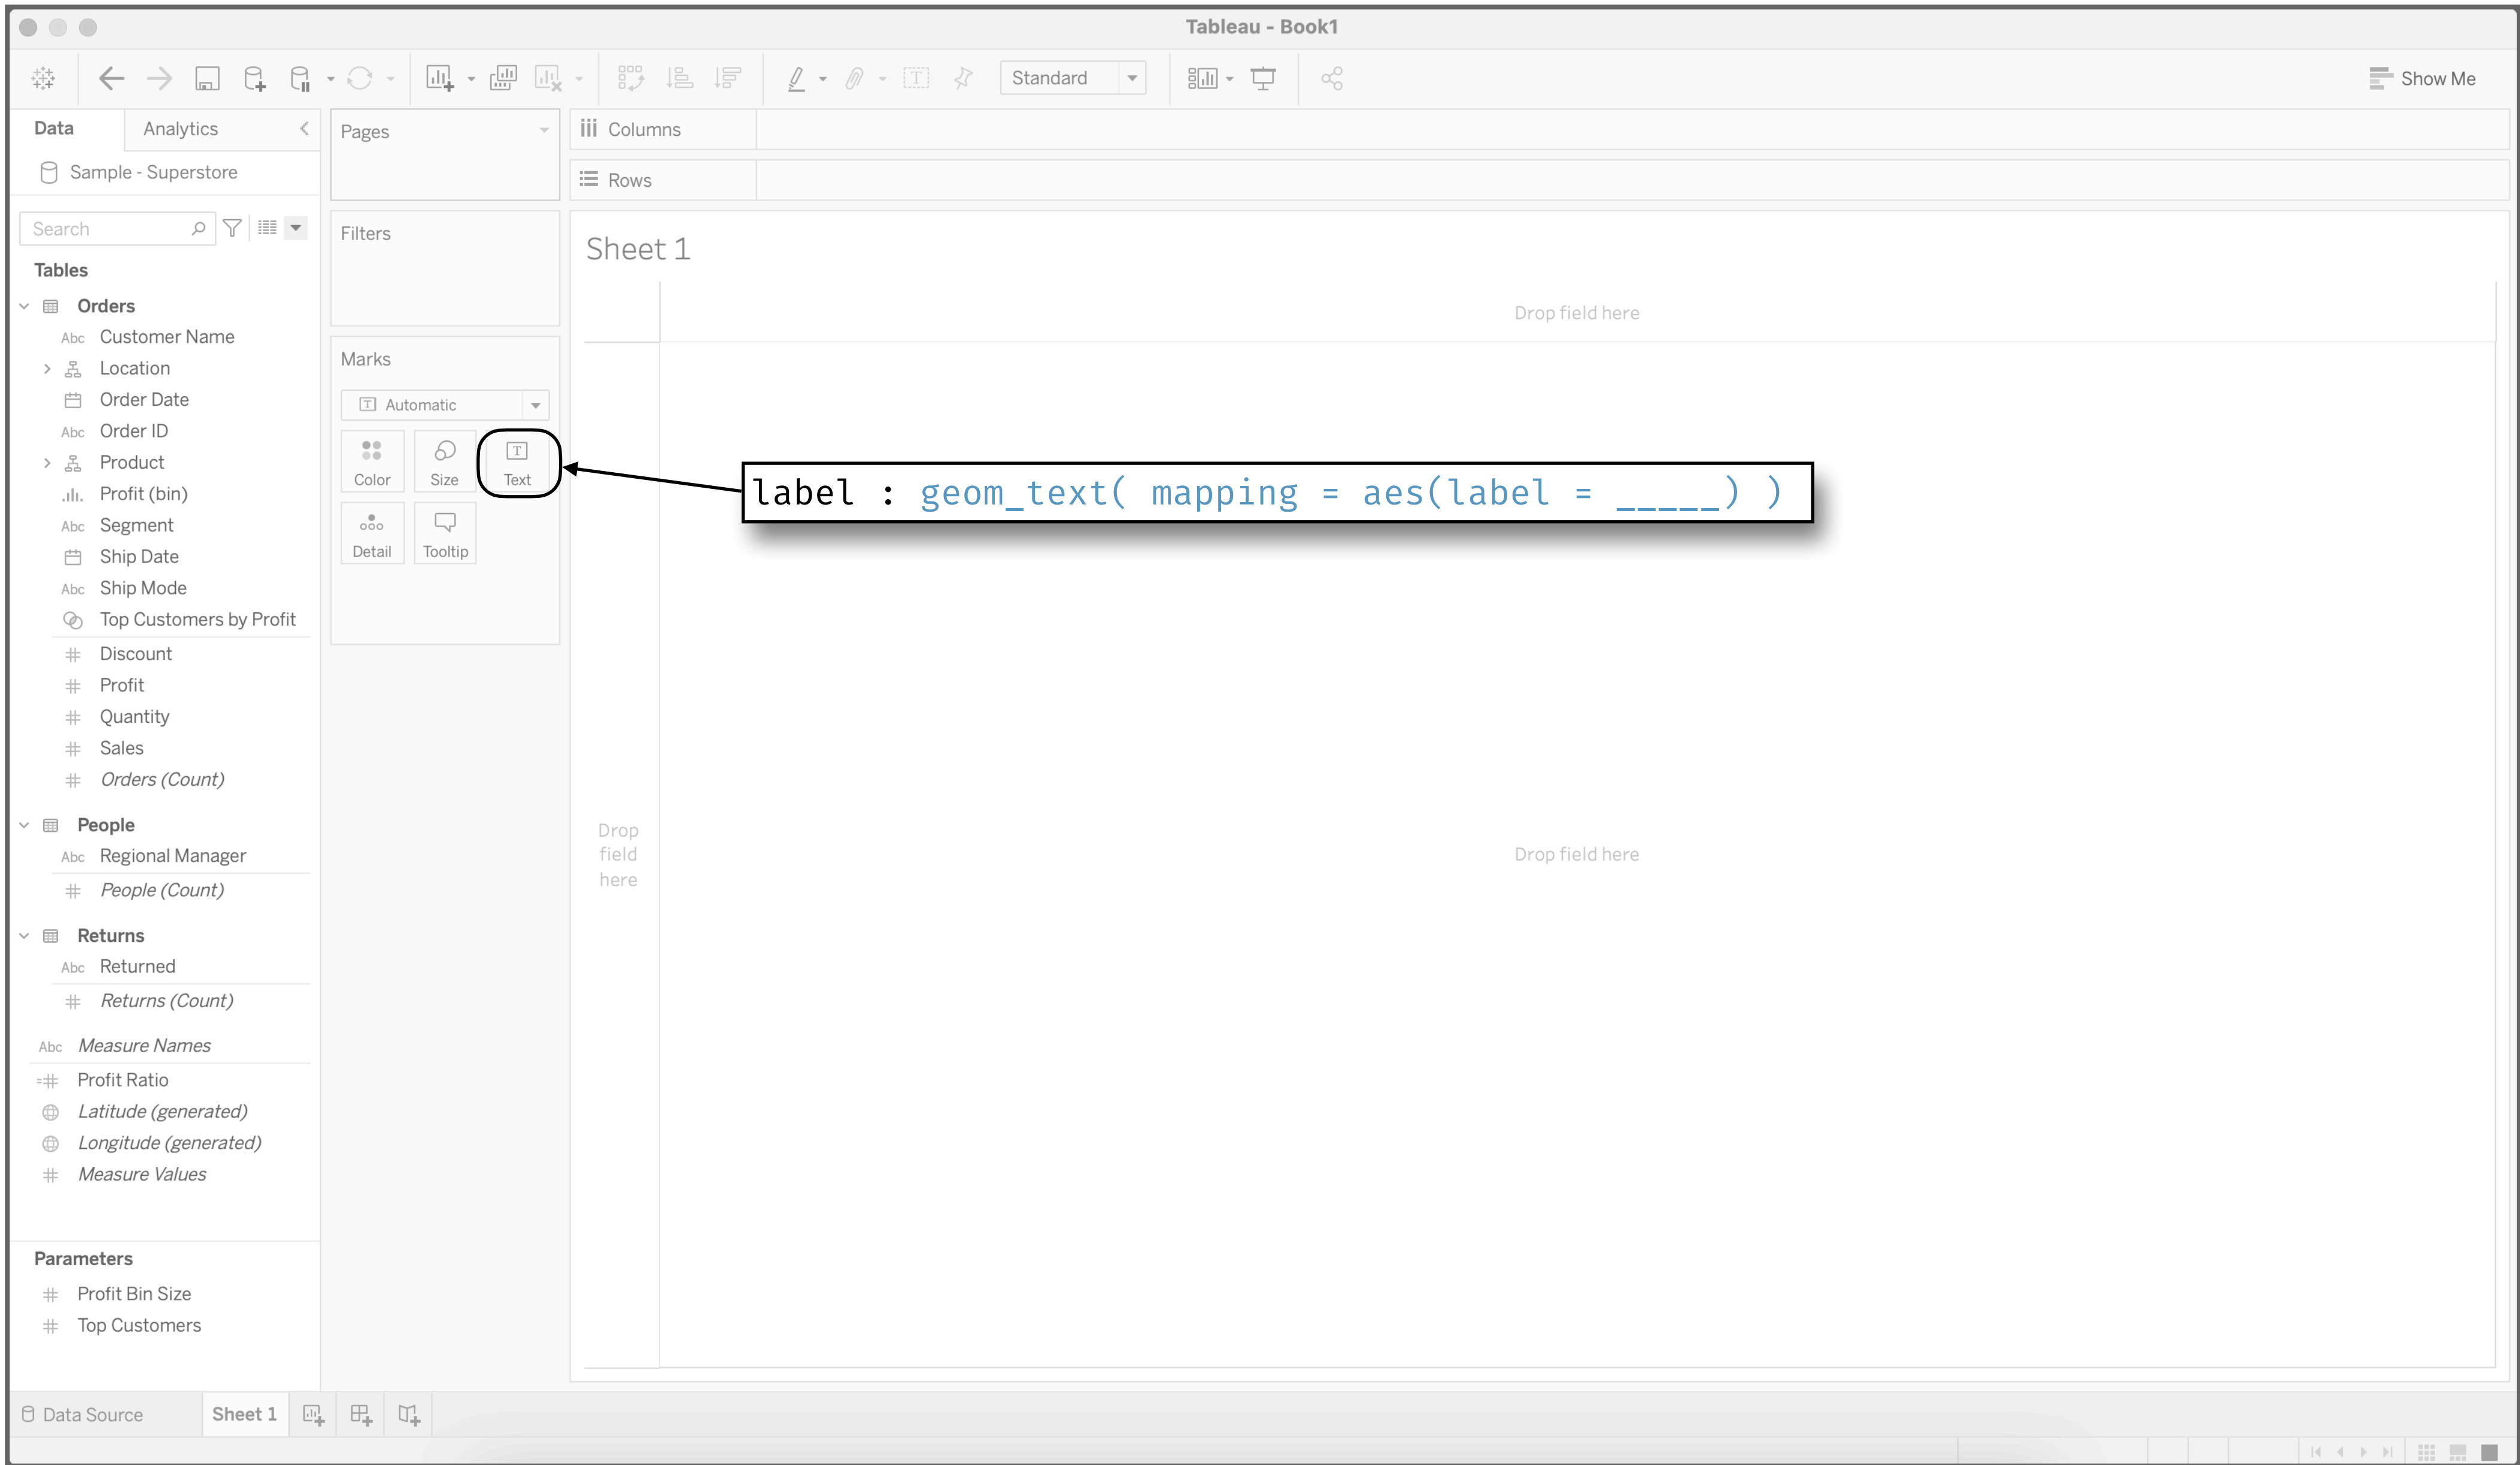 Tableau - Book1
Standard
Show Me
Data
Analytics
Sample - Superstore
Search
Tables
Orders
Abc Customer Name
Location
Order Date
Abc Order ID
Product
Profit (bin)
Abc Segment
Ship Date
Abc Ship Mode
Top Customers by Profit
# Discount
# Profit
# Quantity
# Sales
# Orders (Count)
People
Abc Regional Manager
# People (Count)
Returns
Abc Returned
# Returns (Count)
Abc Measure Names
=# Profit Ratio
Latitude (generated)
Longitude (generated)
# Measure Values
Parameters
# Profit Bin Size
# Top Customers
Pages
Filters
Marks
T Automatic
Color
Size
T
Text
Detail
Tooltip
Columns
Rows
Sheet 1
Drop field here
label : geom_text( mapping = aes(label = _____) )
Drop
field
here
Drop field here
Data Source
Sheet 1